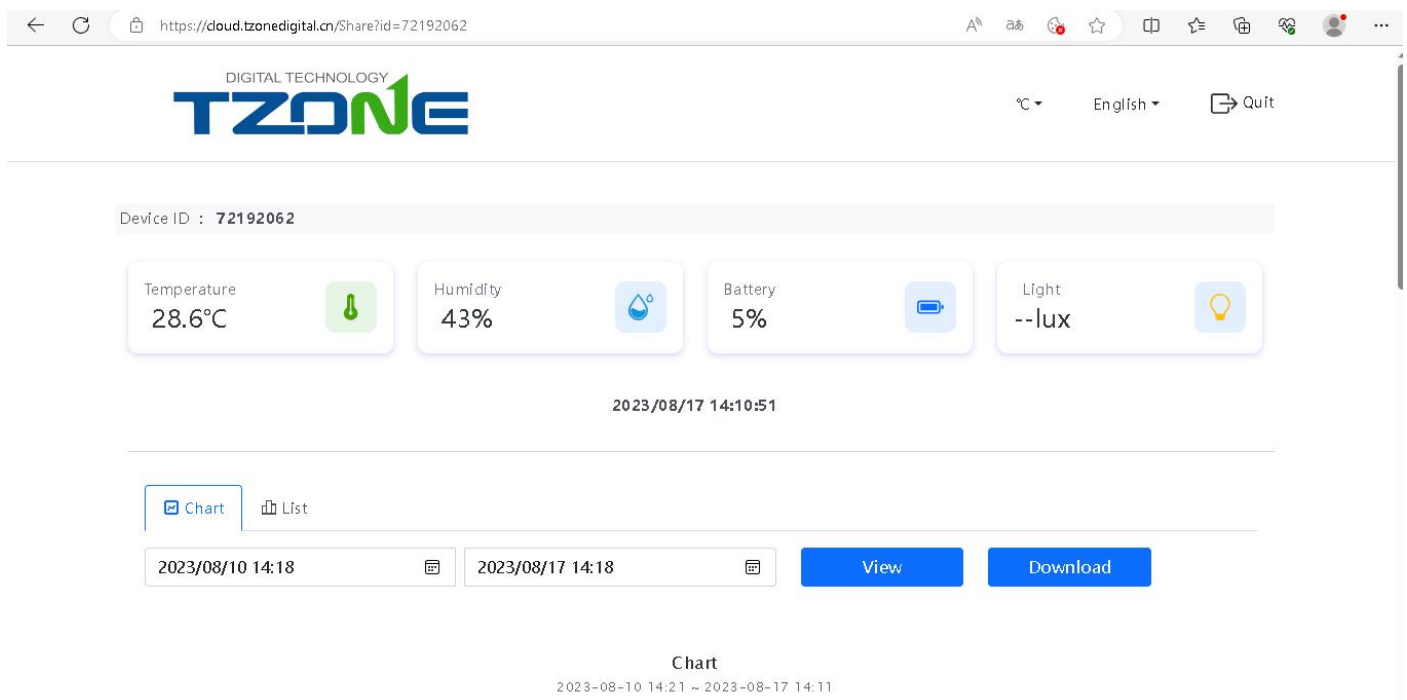 https://cloud.tzonedigital.cn/Share?id=72192062
DIGITAL TECHNOLOGY
TZONE
℃
English
Quit
Device ID : 72192062
Temperature
28.6℃
Humidity
43%
Battery
5%
Light
--lux
2023/08/17 14:10:51
Chart
List
2023/08/10 14:18
2023/08/17 14:18
View
Download
Chart
2023-08-10 14:21 ~ 2023-08-17 14:11